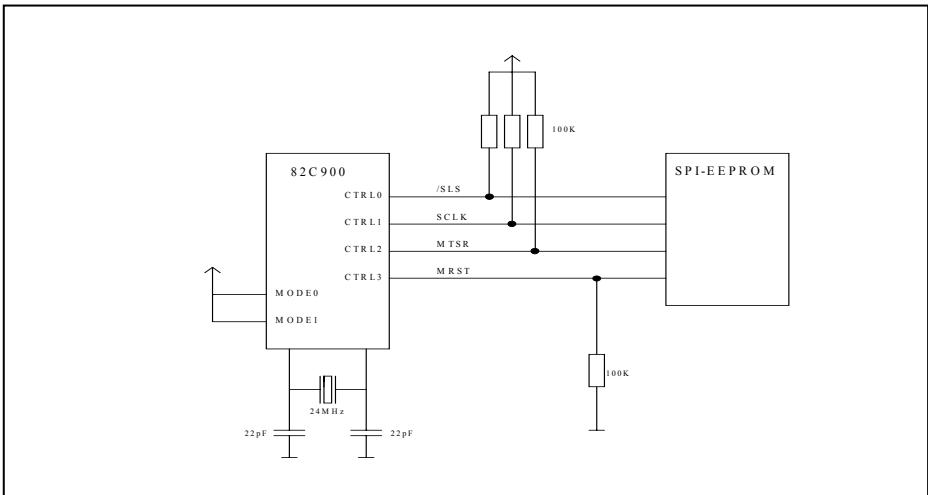 100K
82C900
SPI-EEPROM
CTRL0
/SLS
CTRL1
SCLK
CTRL2
MTSR
CTRL3
MRST
MODE0
MODE1
100K
24MHz
22pF
22pF